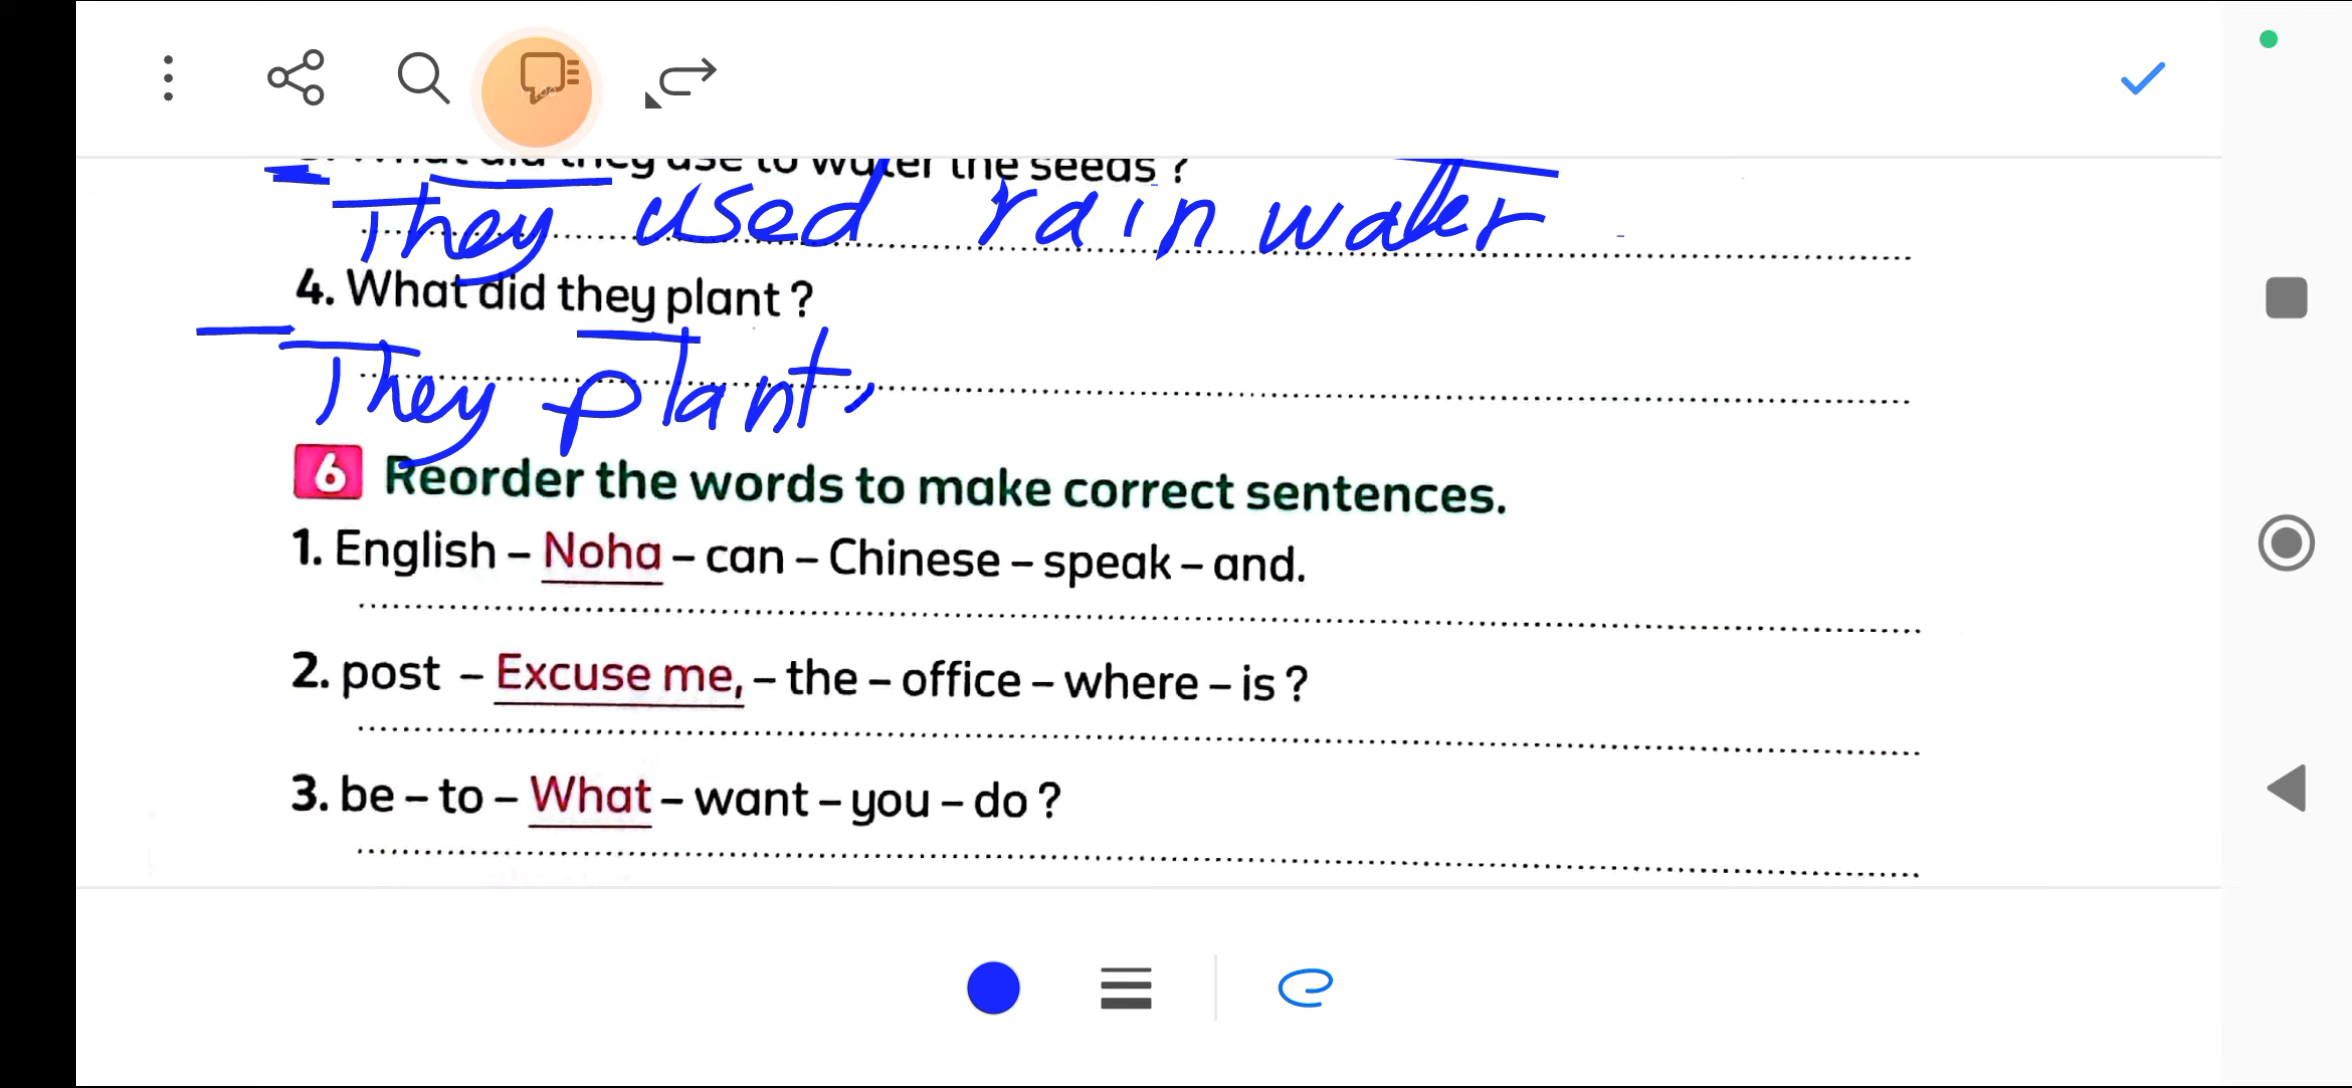 What did they use to water the seeds ?
They used rain water
4. What did they plant ?
They plant,
6 Reorder the words to make correct sentences.
1. English – Noha – can – Chinese – speak – and.
2. post – Excuse me, – the – office – where – is ?
3. be – to – What – want – you – do ?